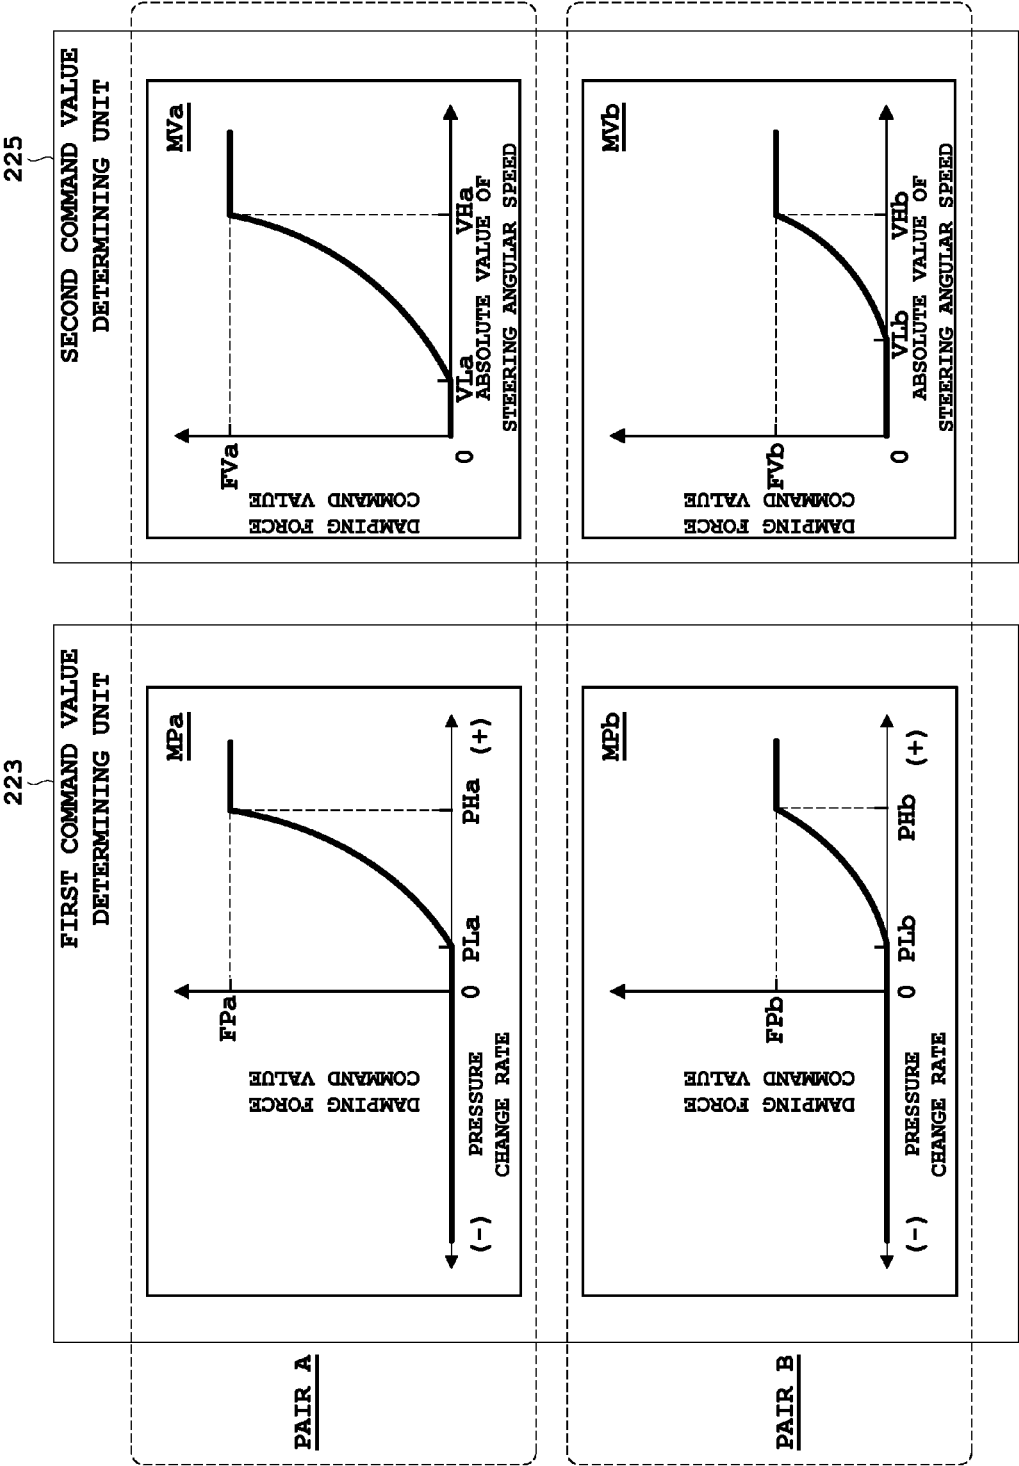 223
FIRST COMMAND VALUE
DETERMINING UNIT
225
SECOND COMMAND VALUE
DETERMINING UNIT
PAIR A
MPa
DAMPING FORCE
COMMAND VALUE
FPa
0
PLa
PHa
(+)
(-)
PRESSURE
CHANGE RATE
MVa
DAMPING FORCE
COMMAND VALUE
FVa
0
VLa
VHa
ABSOLUTE VALUE OF
STEERING ANGULAR SPEED
PAIR B
MPb
DAMPING FORCE
COMMAND VALUE
FPb
0
PLb
PHb
(+)
(-)
PRESSURE
CHANGE RATE
MVb
DAMPING FORCE
COMMAND VALUE
FVb
0
VLb
VHb
ABSOLUTE VALUE OF
STEERING ANGULAR SPEED